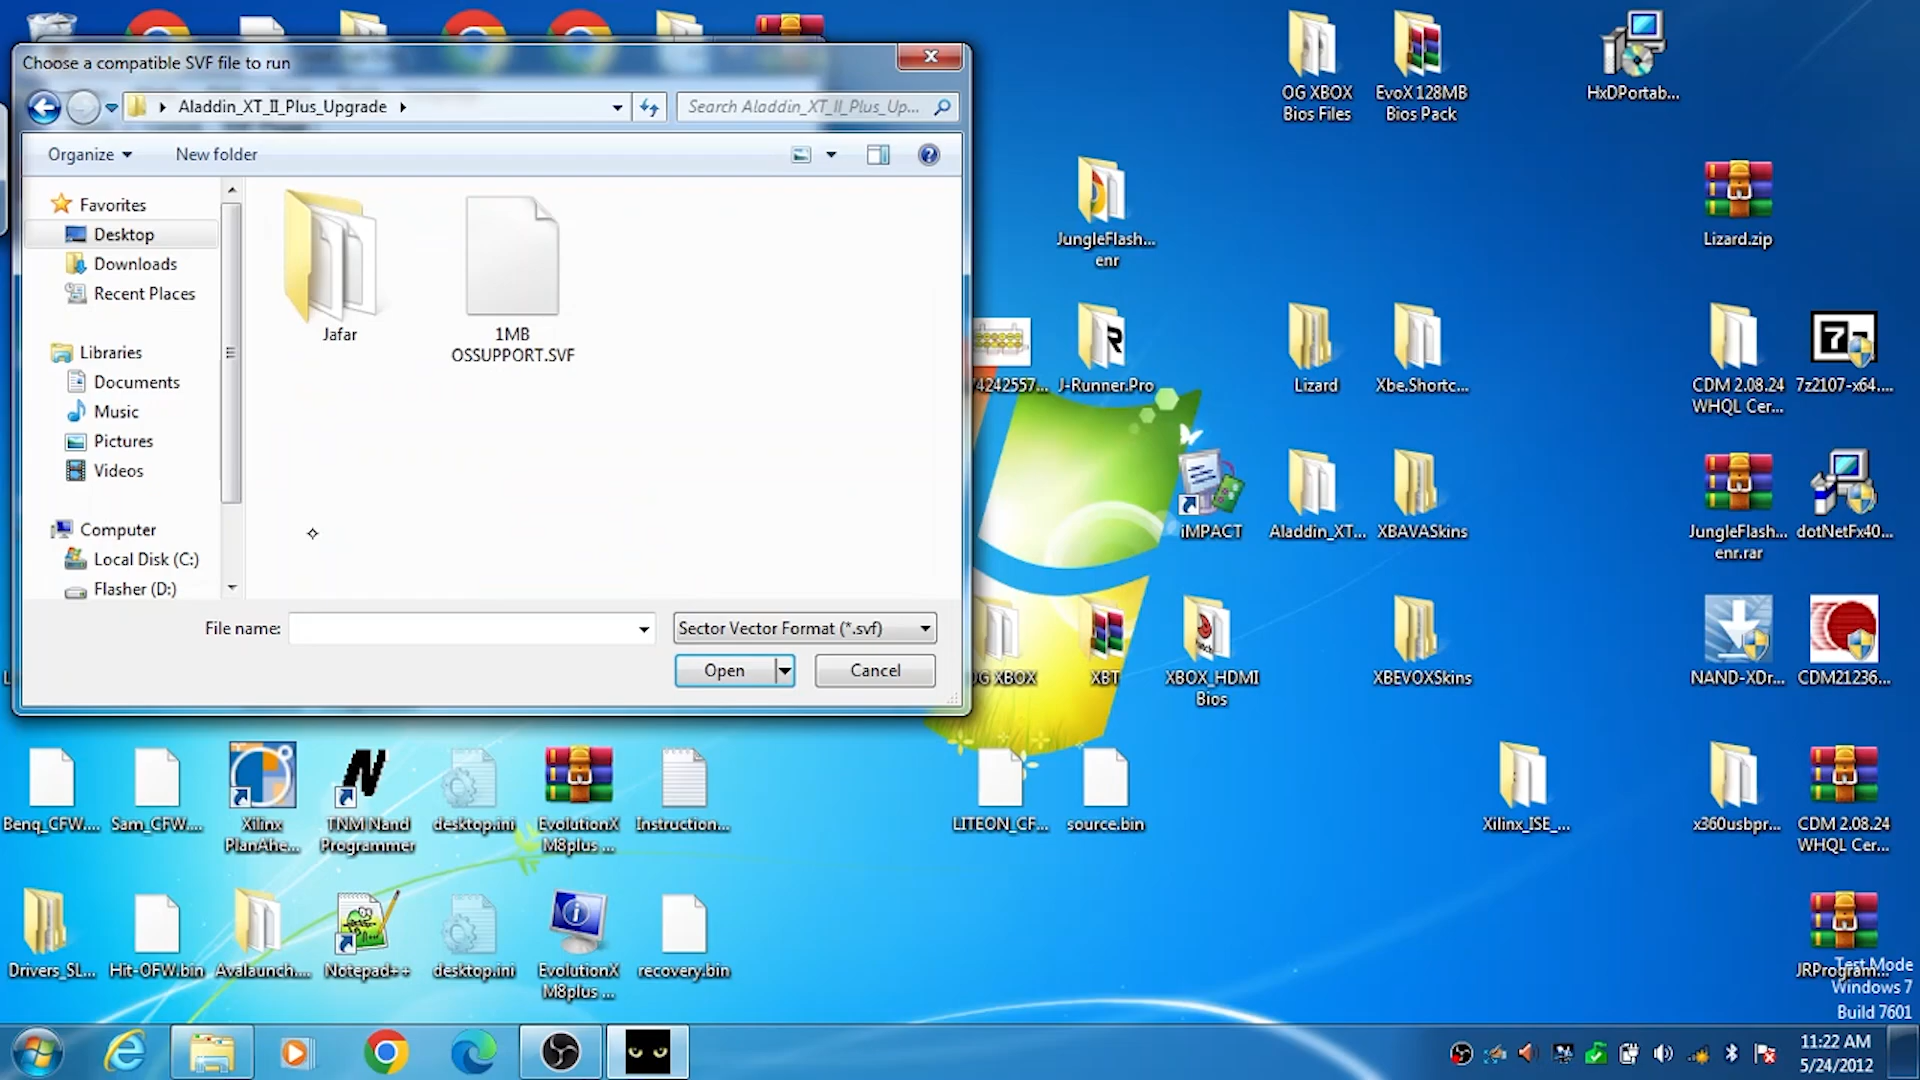 Choose a compatible SVF file to run
Aladdin_XT_II_Plus_Upgrade
Search Aladdin_XT_II_Plus_Up...
Organize
New folder
Favorites
Desktop
Downloads
Recent Places
Libraries
Documents
Music
Pictures
Videos
Computer
Local Disk (C:)
Flasher (D:)
Jafar
1MB
OSSUPPORT.SVF
File name:
Sector Vector Format (*.svf)
Open
Cancel
OG XBOX
Bios Files
EvoX 128MB
Bios Pack
HxDPortab...
JungleFlash...
enr
Lizard.zip
74242557...
J-Runner.Pro
Lizard
Xbe.Shortc...
CDM 2.08.24
WHQL Cer...
7z2107-x64....
iMPACT
Aladdin_XT...
XBAVASkins
JungleFlash...
enr.rar
dotNetFx40...
OG XBOX
XBT
XBOX_HDMI
Bios
XBEVOXSkins
NAND-XDr...
CDM21236...
Benq_CFW....
Sam_CFW....
Xilinx
PlanAhe...
TNM Nand
Programmer
desktop.ini
EvolutionX
M8plus ...
Instruction...
LITEON_CF...
source.bin
Xilinx_ISE_...
x360usbpr...
CDM 2.08.24
WHQL Cer...
Drivers_SL...
Hit-OFW.bin
Avalaunch....
Notepad++
desktop.ini
EvolutionX
M8plus ...
recovery.bin
JRProgram...
Test Mode
Windows 7
Build 7601
11:22 AM
5/24/2012